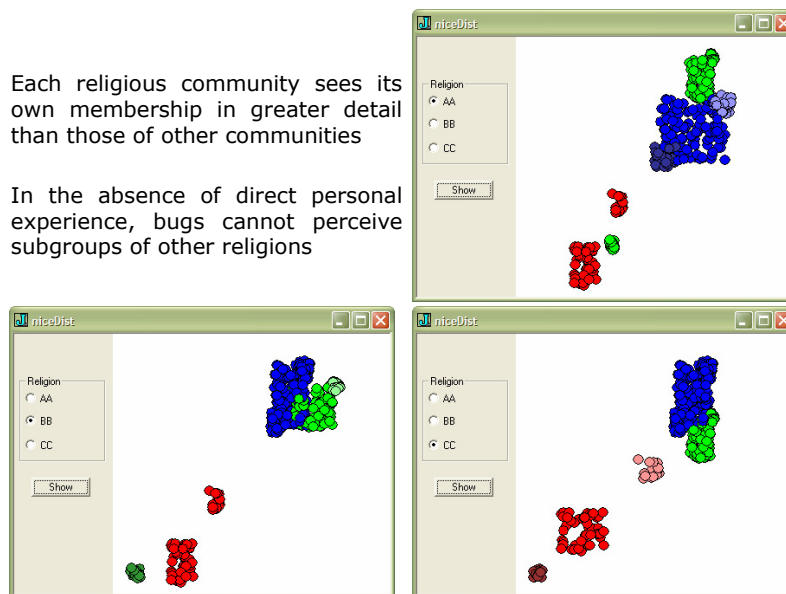 Each religious community sees its
own membership in greater detail
than those of other communities
In the absence of direct personal
experience, bugs cannot perceive
subgroups of other religions
niceDist
Religion
AA
BB
CC
Show
niceDist
Religion
AA
BB
CC
Show
niceDist
Religion
AA
BB
CC
Show